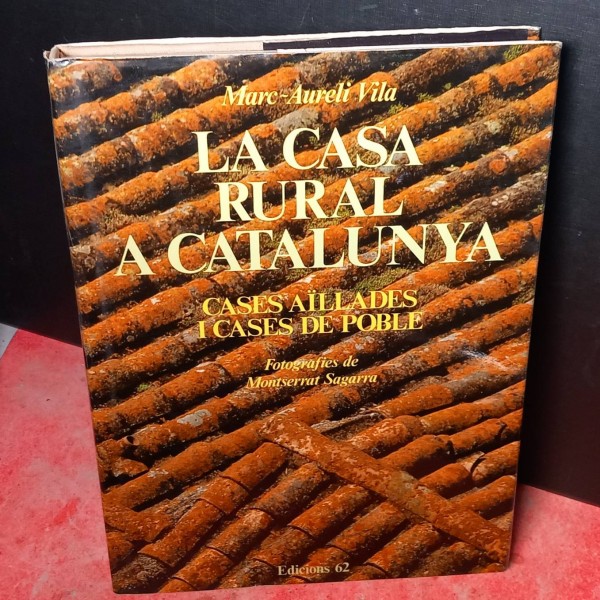 Marc-Aureli Vila
LA CASA
RURAL
A CATALUNYA
CASES AÏLLADES
I CASES DE POBLE
Fotografies de
Montserrat Sagarra
Edicions 62